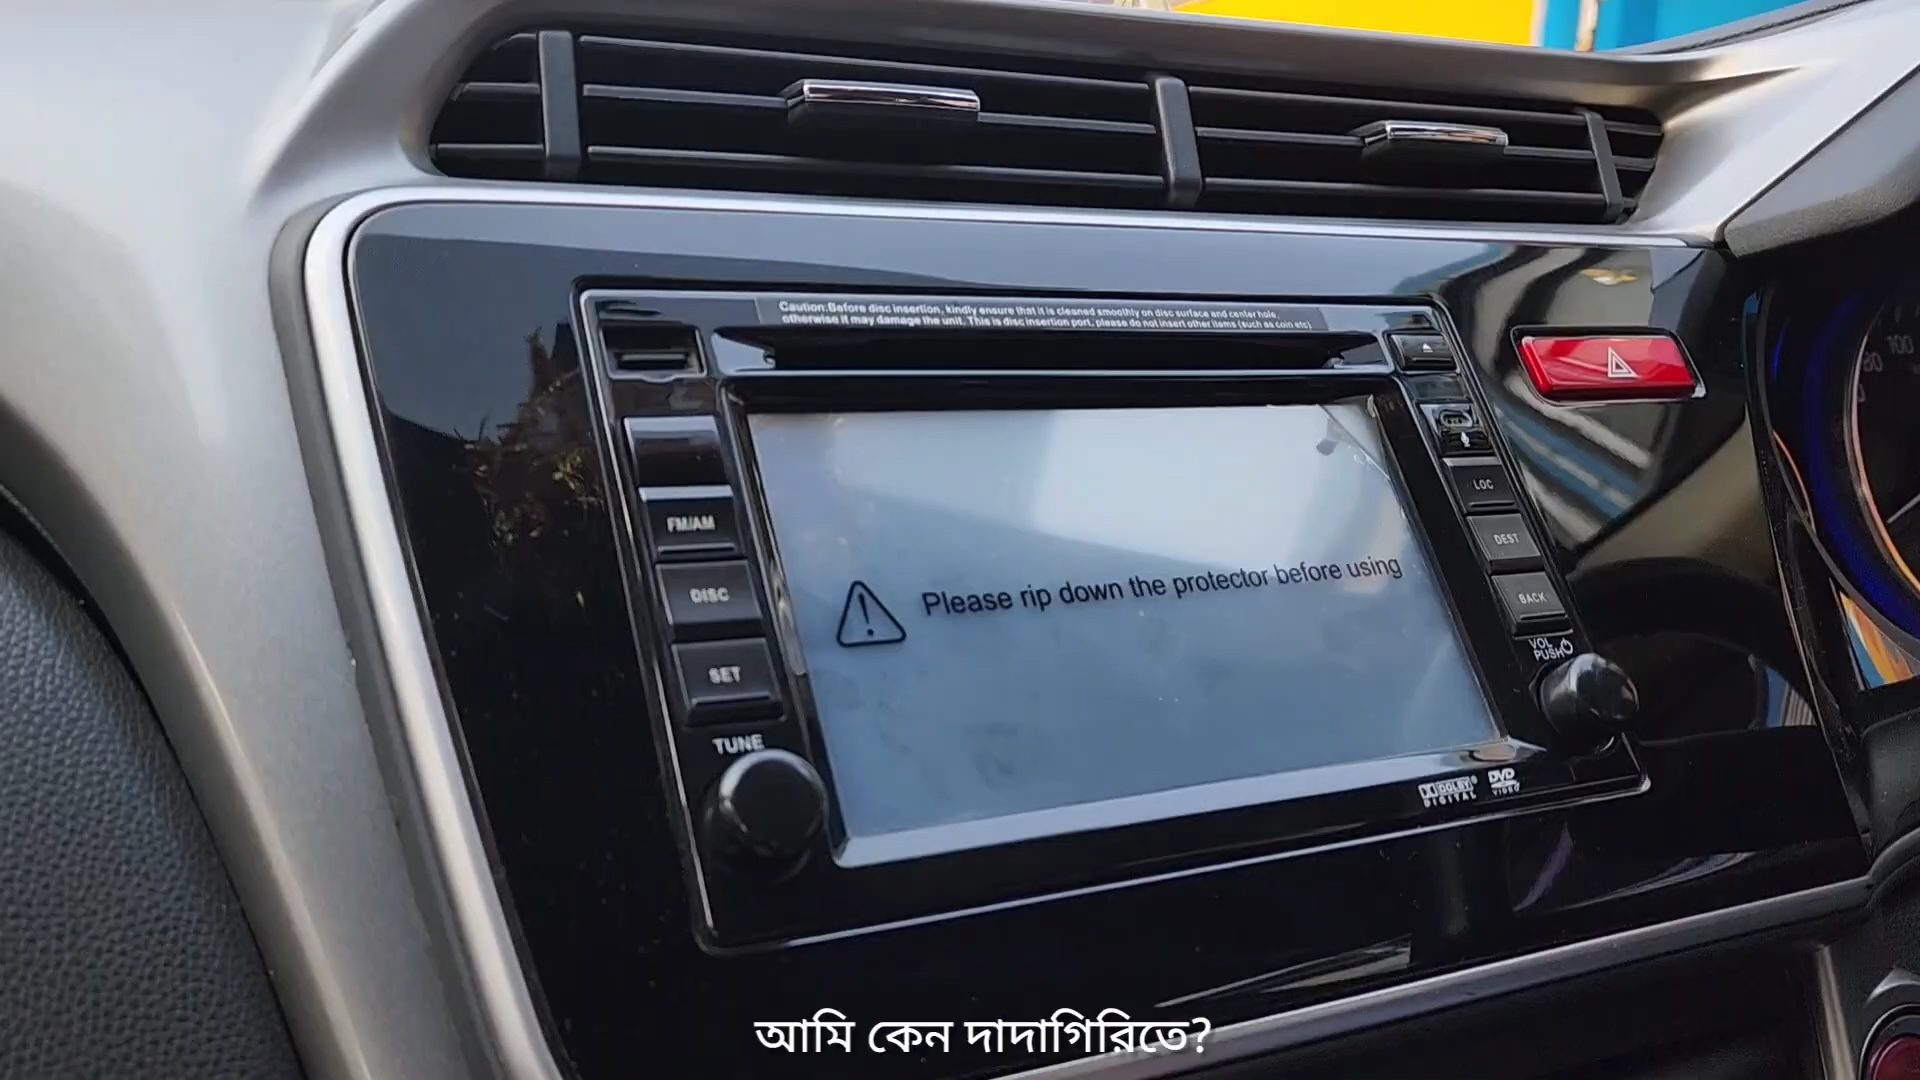 Caution:Before disc insertion, kindly ensure that it is cleaned smoothly on disc surface and center hole,
otherwise it may damage the unit. This is disc insertion port, please do not insert other items (such as coin etc)
FM/AM
DISC
SET
TUNE
Please rip down the protector before using
LOC
DEST
BACK
VOL
PUSH
DOLBY
DIGITAL
DVD
VIDEO
100
আমি কেন দাদাগিরিতে?